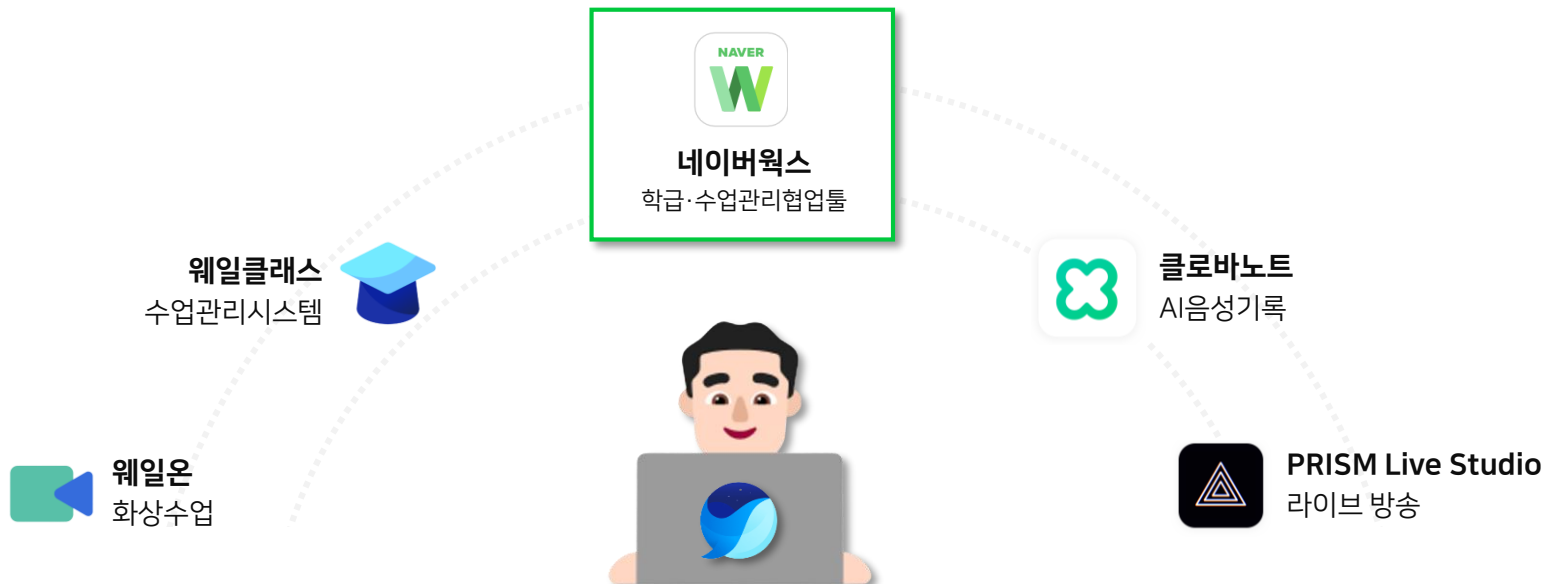 NAVER
네이버웍스
학급·수업관리협업툴
웨일클래스
수업관리시스템
클로바노트
AI음성기록
웨일온
화상수업
PRISM Live Studio
라이브 방송